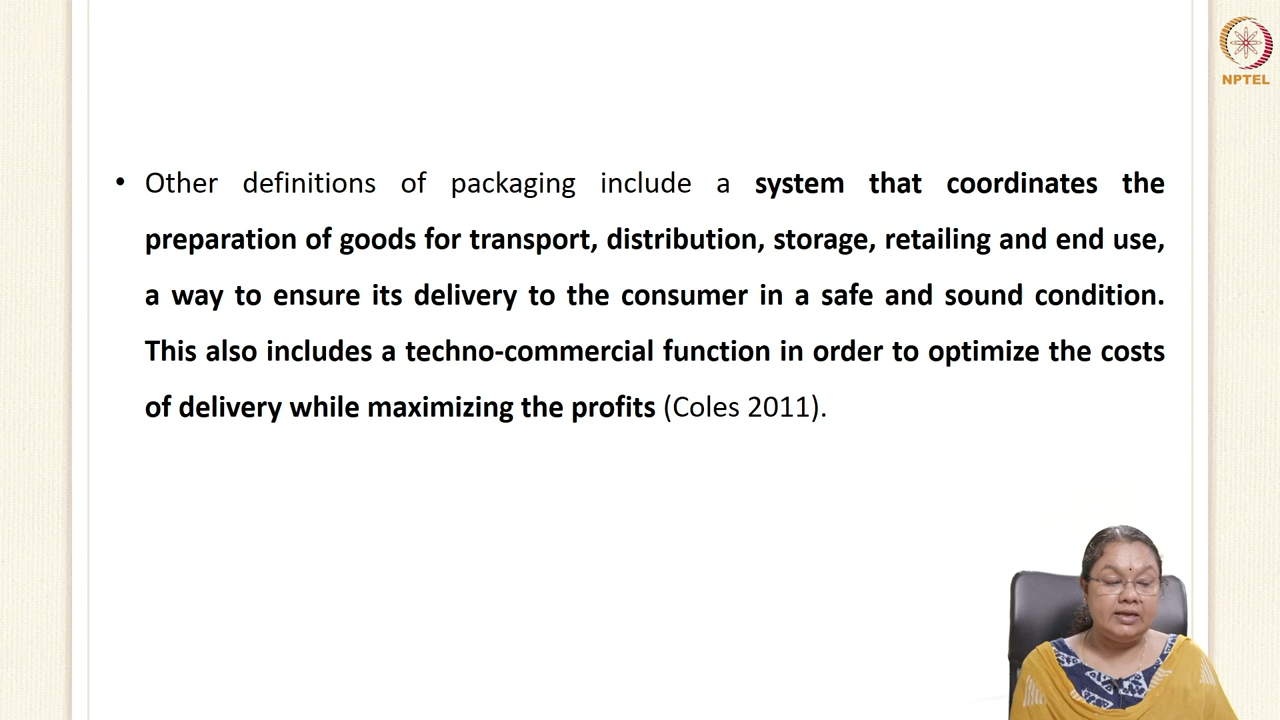 NPTEL
• Other definitions of packaging include a system that coordinates the
preparation of goods for transport, distribution, storage, retailing and end use,
a way to ensure its delivery to the consumer in a safe and sound condition.
This also includes a techno-commercial function in order to optimize the costs
of delivery while maximizing the profits (Coles 2011).